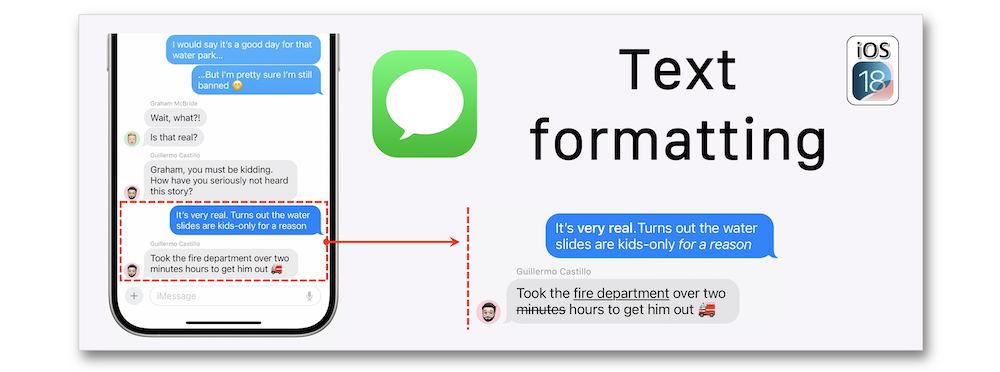 I would say it's a good day for that
water park...
...But I'm pretty sure I'm still
banned 😳
Graham McBride
Wait, what?!
Is that real?
Guillermo Castillo
Graham, you must be kidding.
How have you seriously not heard
this story?
It's very real. Turns out the water
slides are kids-only for a reason
Guillermo Castillo
Took the fire department over two
minutes hours to get him out 🚒
iMessage
Text
formatting
iOS
18
It's very real.Turns out the water
slides are kids-only for a reason
Guillermo Castillo
Took the fire department over two
minutes hours to get him out 🚒